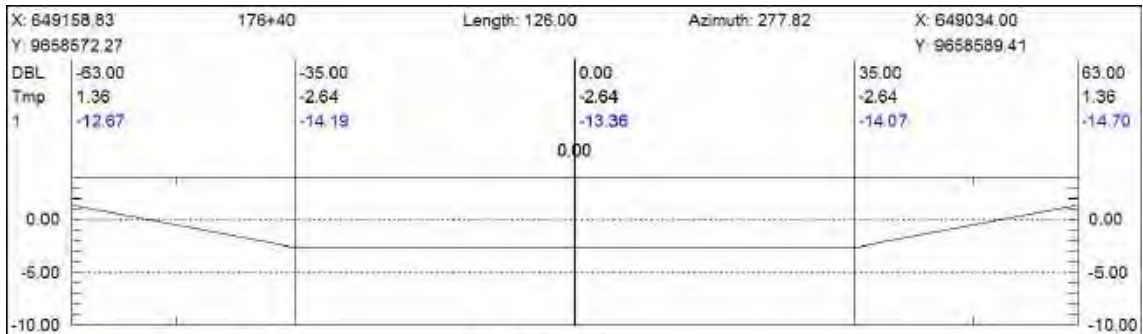 X: 649158.83 176+40 Length: 126.00 Azimuth: 277.82 X: 649034.00
Y: 9658572.27 Y: 9658589.41
DBL -63.00 -35.00 0.00 35.00 63.00
Tmp 1.36 -2.64 -2.64 -2.64 1.36
1 -12.67 -14.19 -13.36 -14.07 -14.70
0.00
0.00 0.00
-5.00 -5.00
-10.00 -10.00